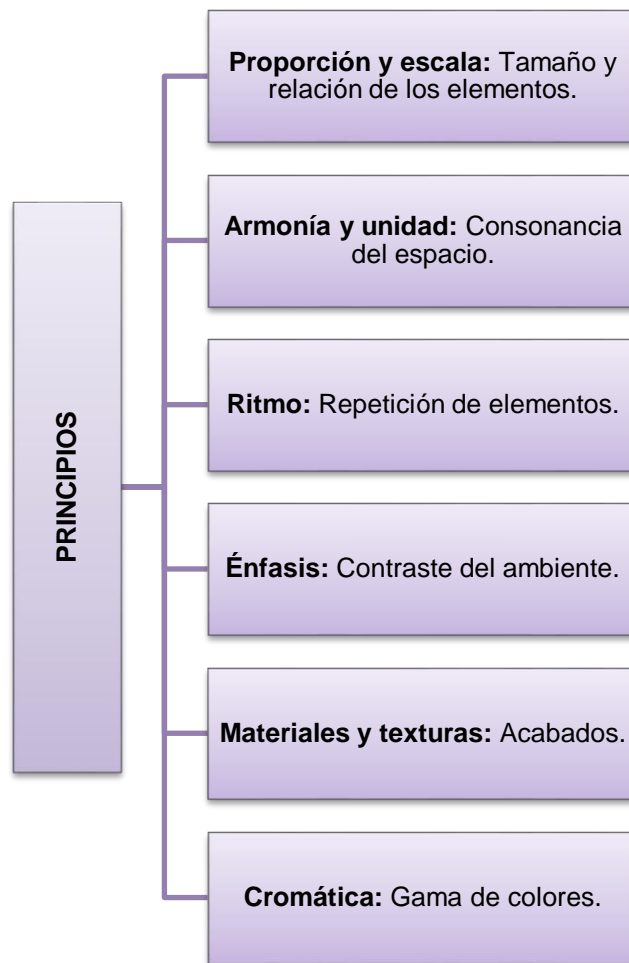 PRINCIPIOS
Proporción y escala: Tamaño y
relación de los elementos.
Armonía y unidad: Consonancia
del espacio.
Ritmo: Repetición de elementos.
Énfasis: Contraste del ambiente.
Materiales y texturas: Acabados.
Cromática: Gama de colores.